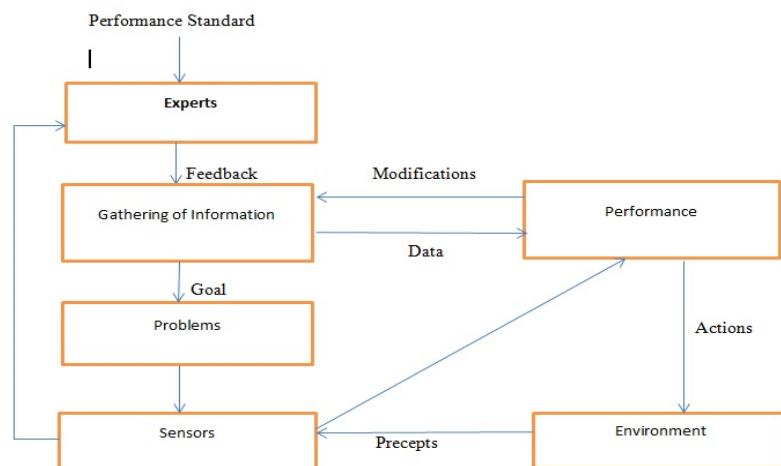 Performance Standard
Experts
Feedback
Modifications
Gathering of Information
Performance
Data
Goal
Problems
Actions
Sensors
Precepts
Environment